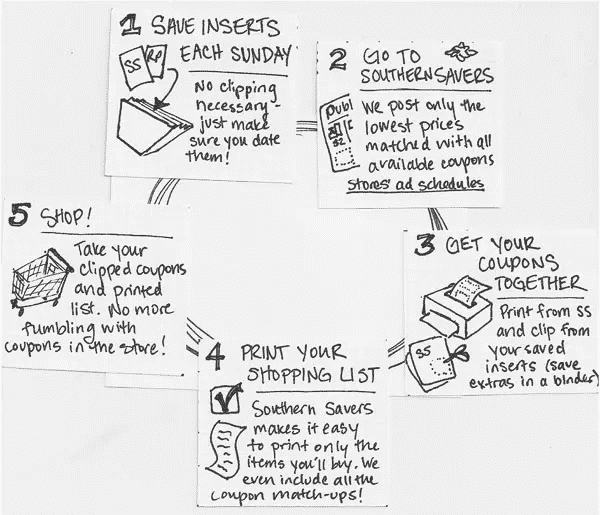 1 SAVE INSERTS
EACH SUNDAY
SS RP
No clipping
necessary -
just make
sure you date
them!
2 GO TO
SOUTHERNSAVERS
Publ
$2
We post only the
lowest prices
matched with all
available coupons
stores' ad schedules
3 GET YOUR
COUPONS
TOGETHER
SS
Print from SS
and clip from
your saved
inserts (save
extras in a binder)
4 PRINT YOUR
SHOPPING LIST
Southern Savers
makes it easy
to print only the
items you'll buy. We
even include all the
coupon match-ups!
5 SHOP!
Take your
clipped coupons
and printed
list. No more
fumbling with
coupons in the store!